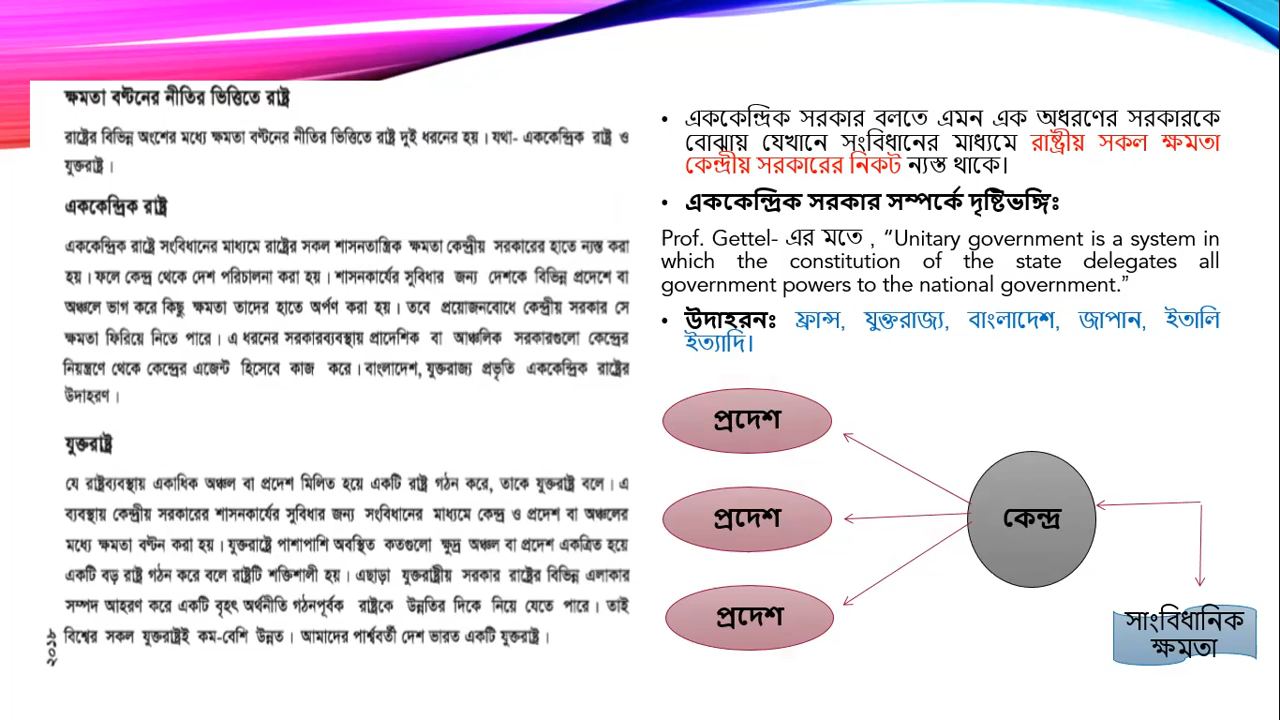 ক্ষমতা বণ্টনের নীতির ভিত্তিতে রাষ্ট্র
রাষ্ট্রের বিভিন্ন অংশের মধ্যে ক্ষমতা বণ্টনের নীতির ভিত্তিতে রাষ্ট্র দুই ধরনের হয়। যথা- এককেন্দ্রিক রাষ্ট্র ও
যুক্তরাষ্ট্র।
এককেন্দ্রিক রাষ্ট্র
এককেন্দ্রিক রাষ্ট্রে সংবিধানের মাধ্যমে রাষ্ট্রের সকল শাসনতান্ত্রিক ক্ষমতা কেন্দ্রীয় সরকারের হাতে ন্যস্ত করা
হয়। ফলে কেন্দ্র থেকে দেশ পরিচালনা করা হয়। শাসনকার্যের সুবিধার জন্য দেশকে বিভিন্ন প্রদেশে বা
অঞ্চলে ভাগ করে কিছু ক্ষমতা তাদের হাতে অর্পণ করা হয়। তবে প্রয়োজনবোধে কেন্দ্রীয় সরকার সে
ক্ষমতা ফিরিয়ে নিতে পারে। এ ধরনের সরকারব্যবস্থায় প্রাদেশিক বা আঞ্চলিক সরকারগুলো কেন্দ্রের
নিয়ন্ত্রণে থেকে কেন্দ্রের এজেন্ট হিসেবে কাজ করে। বাংলাদেশ, যুক্তরাজ্য প্রভৃতি এককেন্দ্রিক রাষ্ট্রের
উদাহরণ।
যুক্তরাষ্ট্র
যে রাষ্ট্রব্যবস্থায় একাধিক অঞ্চল বা প্রদেশ মিলিত হয়ে একটি রাষ্ট্র গঠন করে, তাকে যুক্তরাষ্ট্র বলে। এ
ব্যবস্থায় কেন্দ্রীয় সরকারের শাসনকার্যের সুবিধার জন্য সংবিধানের মাধ্যমে কেন্দ্র ও প্রদেশ বা অঞ্চলের
মধ্যে ক্ষমতা বণ্টন করা হয়। যুক্তরাষ্ট্রে পাশাপাশি অবস্থিত কতগুলো ক্ষুদ্র অঞ্চল বা প্রদেশ একত্রিত হয়ে
একটি বড় রাষ্ট্র গঠন করে বলে রাষ্ট্রটি শক্তিশালী হয়। এছাড়া যুক্তরাষ্ট্রীয় সরকার রাষ্ট্রের বিভিন্ন এলাকার
সম্পদ আহরণ করে একটি বৃহৎ অর্থনীতি গঠনপূর্বক রাষ্ট্রকে উন্নতির দিকে নিয়ে যেতে পারে। তাই
বিশ্বের সকল যুক্তরাষ্ট্রই কম-বেশি উন্নত। আমাদের পার্শ্ববর্তী দেশ ভারত একটি যুক্তরাষ্ট্র।
২০১৮
• এককেন্দ্রিক সরকার বলতে এমন এক অধরণের সরকারকে
বোঝায় যেখানে সংবিধানের মাধ্যমে রাষ্ট্রীয় সকল ক্ষমতা
কেন্দ্রীয় সরকারের নিকট ন্যস্ত থাকে।
• এককেন্দ্রিক সরকার সম্পর্কে দৃষ্টিভঙ্গিঃ
Prof. Gettel- এর মতে , “Unitary government is a system in
which the constitution of the state delegates all
government powers to the national government.”
• উদাহরনঃ ফ্রান্স, যুক্তরাজ্য, বাংলাদেশ, জাপান, ইতালি
ইত্যাদি।
প্রদেশ
প্রদেশ
প্রদেশ
কেন্দ্র
সাংবিধানিক
ক্ষমতা